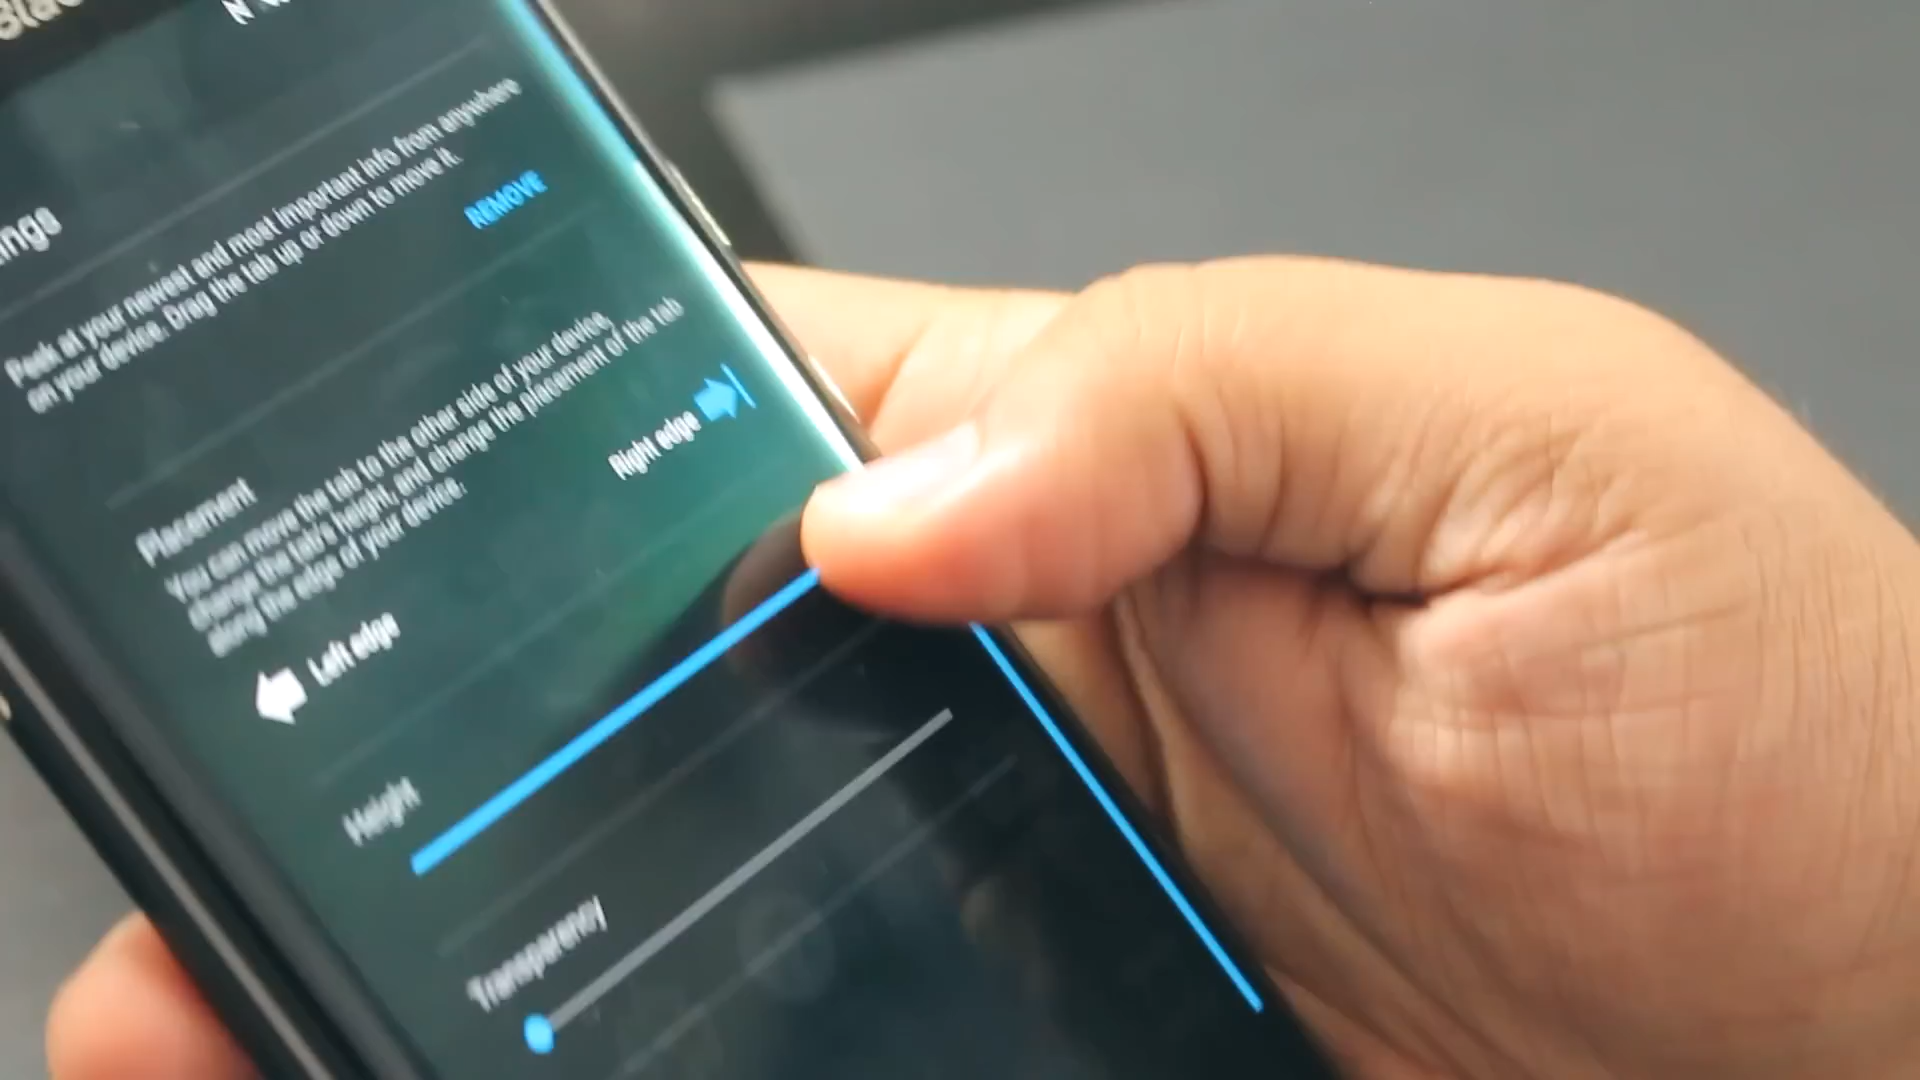 Peek at your newest and most important info from anywhere
on your device. Drag the tab up or down to move it.
REMOVE
Placement
You can move the tab to the other side of your device,
change the tab's height, and change the placement of the tab
along the edge of your device.
Right edge
Left edge
Height
Transparency